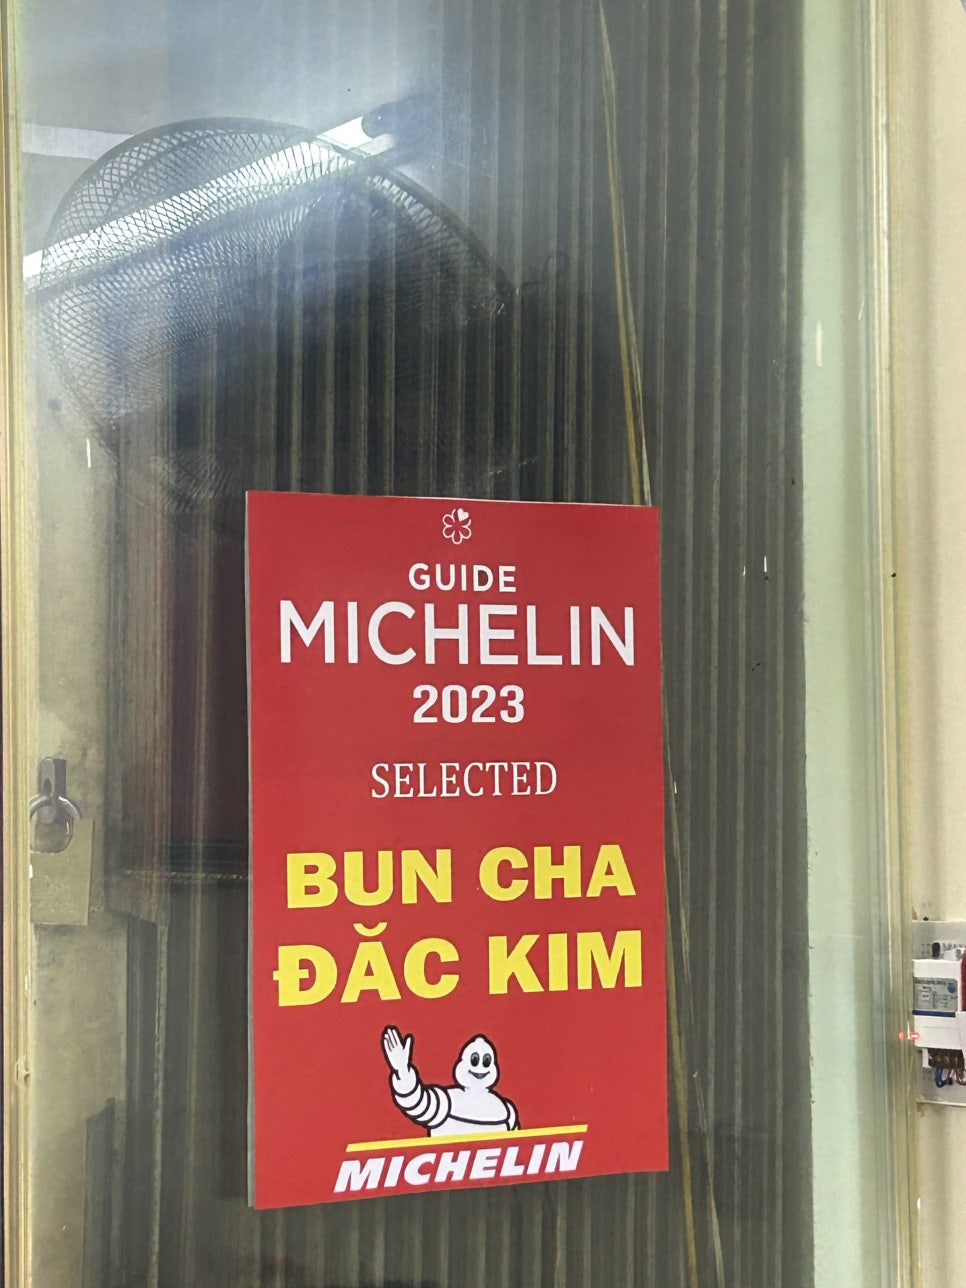 GUIDE
MICHELIN
2023
SELECTED
BUN CHA
ĐĂC KIM
MICHELIN